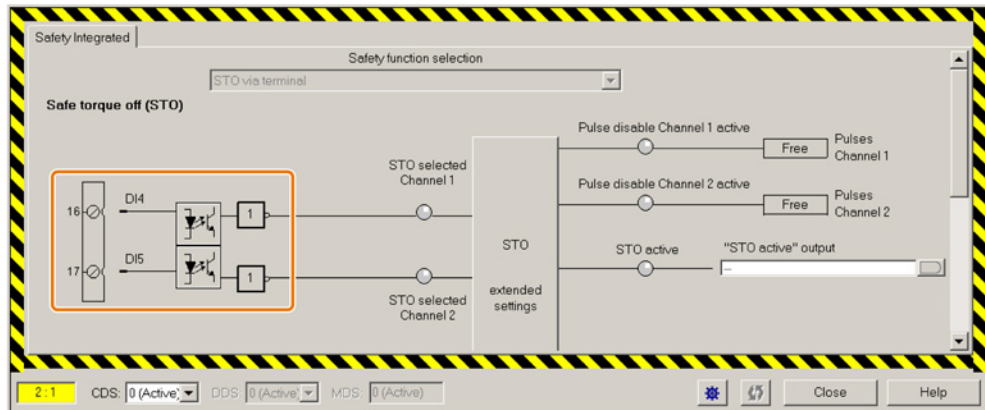 Safety Integrated
Safety function selection
STO via terminal
Safe torque off (STO)
Pulse disable Channel 1 active
Free
Pulses
Channel 1
STO selected
Channel 1
Pulse disable Channel 2 active
Free
Pulses
Channel 2
16
DI4
1
STO
STO active
"STO active" output
_
17
DI5
1
extended
settings
STO selected
Channel 2
2 : 1
CDS: 0 (Active) DDS: 0 (Active) MDS: 0 (Active)
Close
Help